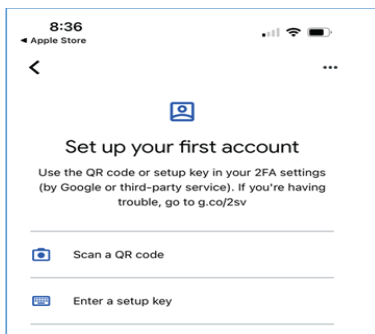 8:36
◀ Apple Store
Set up your first account
Use the QR code or setup key in your 2FA settings
(by Google or third-party service). If you're having
trouble, go to g.co/2sv
Scan a QR code
Enter a setup key